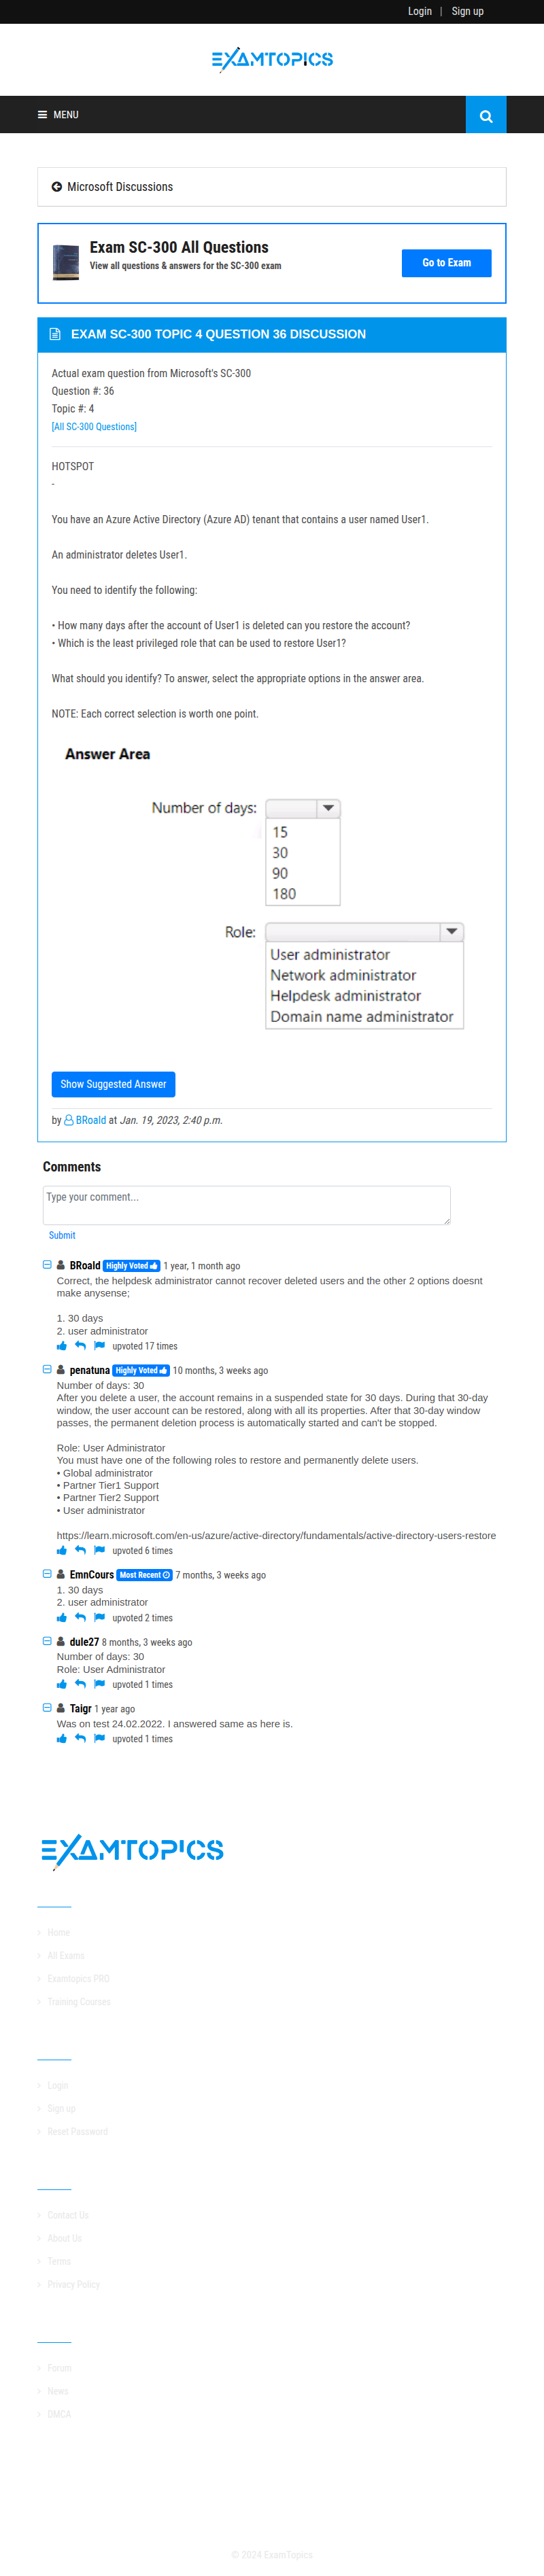 Login | Sign up
EXAMTOPICS
MENU
Microsoft Discussions
Exam SC-300 All Questions
View all questions & answers for the SC-300 exam
Go to Exam
EXAM SC-300 TOPIC 4 QUESTION 36 DISCUSSION
Actual exam question from Microsoft's SC-300
Question #: 36
Topic #: 4
[All SC-300 Questions]
HOTSPOT
-
You have an Azure Active Directory (Azure AD) tenant that contains a user named User1.
An administrator deletes User1.
You need to identify the following:
• How many days after the account of User1 is deleted can you restore the account?
• Which is the least privileged role that can be used to restore User1?
What should you identify? To answer, select the appropriate options in the answer area.
NOTE: Each correct selection is worth one point.
Answer Area
Number of days:
15
30
90
180
Role:
User administrator
Network administrator
Helpdesk administrator
Domain name administrator
Show Suggested Answer
by BRoald at Jan. 19, 2023, 2:40 p.m.
Comments
Type your comment...
Submit
BRoald Highly Voted 1 year, 1 month ago
Correct, the helpdesk administrator cannot recover deleted users and the other 2 options doesnt
make anysense;
1. 30 days
2. user administrator
upvoted 17 times
penatuna Highly Voted 10 months, 3 weeks ago
Number of days: 30
After you delete a user, the account remains in a suspended state for 30 days. During that 30-day
window, the user account can be restored, along with all its properties. After that 30-day window
passes, the permanent deletion process is automatically started and can't be stopped.
Role: User Administrator
You must have one of the following roles to restore and permanently delete users.
• Global administrator
• Partner Tier1 Support
• Partner Tier2 Support
• User administrator
https://learn.microsoft.com/en-us/azure/active-directory/fundamentals/active-directory-users-restore
upvoted 6 times
EmnCours Most Recent 7 months, 3 weeks ago
1. 30 days
2. user administrator
upvoted 2 times
dule27 8 months, 3 weeks ago
Number of days: 30
Role: User Administrator
upvoted 1 times
Taigr 1 year ago
Was on test 24.02.2022. I answered same as here is.
upvoted 1 times
EXAMTOPICS
Home
All Exams
Examtopics PRO
Training Courses
Login
Sign up
Reset Password
Contact Us
About Us
Terms
Privacy Policy
Forum
News
DMCA
© 2024 ExamTopics